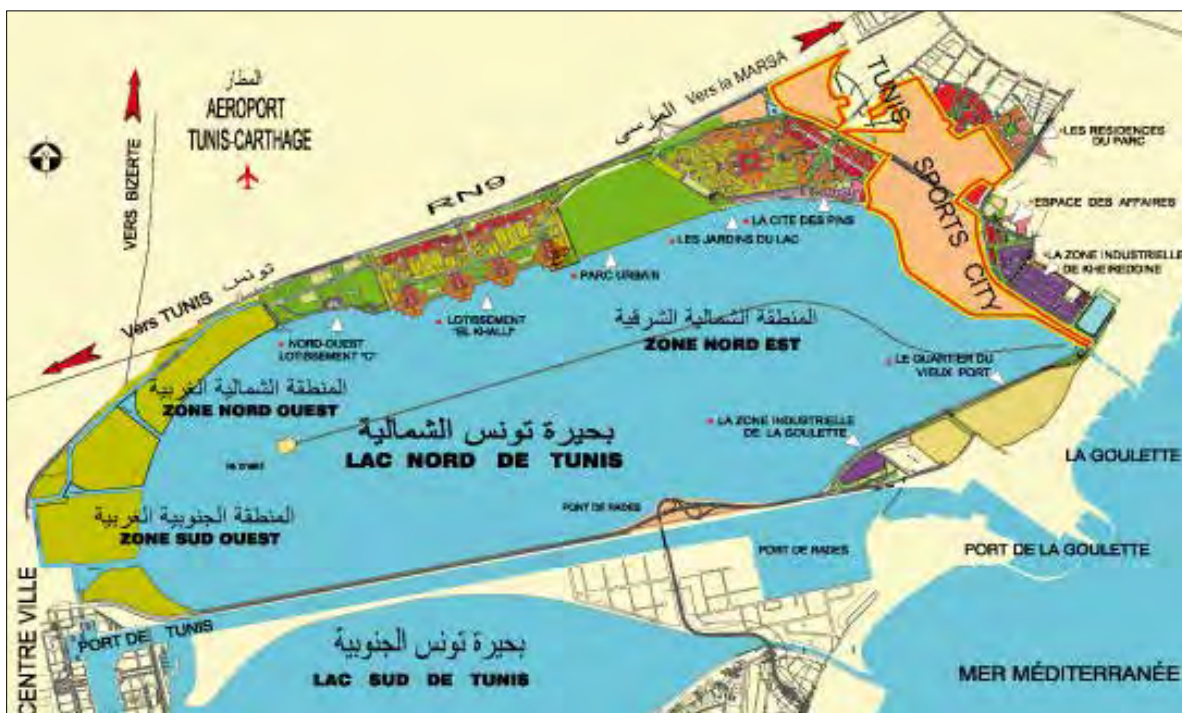 المطار
AEROPORT
TUNIS-CARTHAGE
VERS BIZERTE
RN9
المرسى
Vers la MARSA
تونس
Vers TUNIS
TUNIS
SPORTS
CITY
LES RESIDENCES
DU PARC
ESPACE DES AFFAIRES
LA ZONE INDUSTRIELLE
DE KHEIREDDINE
LA CITE DES PINS
LES JARDINS DU LAC
PARC URBAIN
LOTISSEMENT
"EL KHALIJ"
NORD-OUEST
LOTISSEMENT "C"
المنطقة الشمالية الشرقية
ZONE NORD EST
LE QUARTIER DU
VIEUX PORT
المنطقة الشمالية الغربية
ZONE NORD OUEST
بحيرة تونس الشمالية
LAC NORD DE TUNIS
LA ZONE INDUSTRIELLE
DE LA GOULETTE
LA GOULETTE
المنطقة الجنوبية الغربية
ZONE SUD OUEST
PONT DE RADES
PORT DE RADES
PORT DE LA GOULETTE
CENTRE VILLE
PORT DE TUNIS
بحيرة تونس الجنوبية
LAC SUD DE TUNIS
MER MÉDITERRANÉE